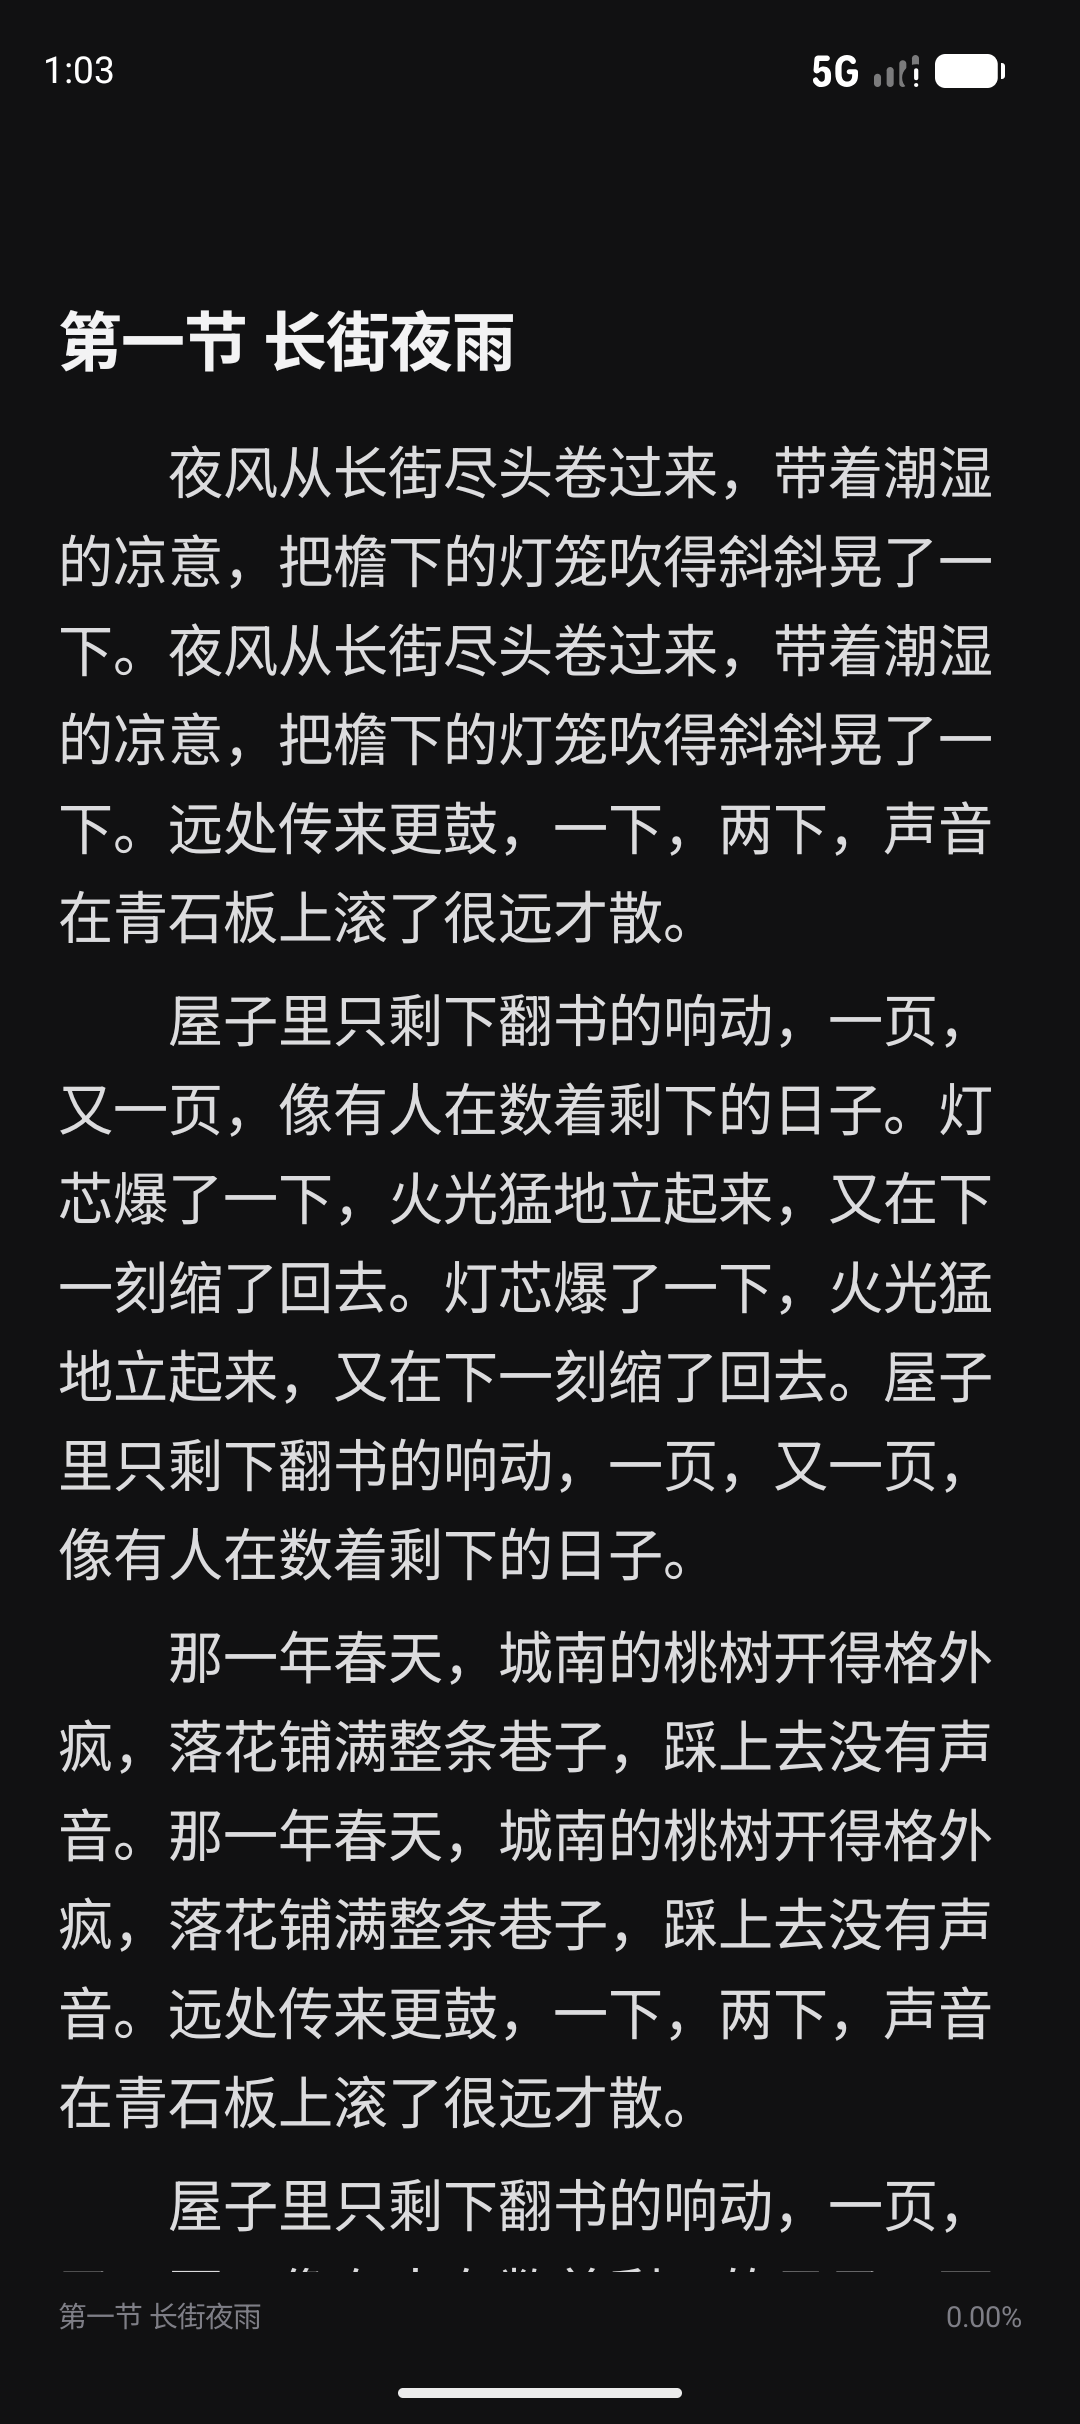 1:03
5G
第一节 长街夜雨
夜风从长街尽头卷过来，带着潮湿
的凉意，把檐下的灯笼吹得斜斜晃了一
下。夜风从长街尽头卷过来，带着潮湿
的凉意，把檐下的灯笼吹得斜斜晃了一
下。远处传来更鼓，一下，两下，声音
在青石板上滚了很远才散。
屋子里只剩下翻书的响动，一页，
又一页，像有人在数着剩下的日子。灯
芯爆了一下，火光猛地立起来，又在下
一刻缩了回去。灯芯爆了一下，火光猛
地立起来，又在下一刻缩了回去。屋子
里只剩下翻书的响动，一页，又一页，
像有人在数着剩下的日子。
那一年春天，城南的桃树开得格外
疯，落花铺满整条巷子，踩上去没有声
音。那一年春天，城南的桃树开得格外
疯，落花铺满整条巷子，踩上去没有声
音。远处传来更鼓，一下，两下，声音
在青石板上滚了很远才散。
屋子里只剩下翻书的响动，一页，
第一节 长街夜雨
0.00%